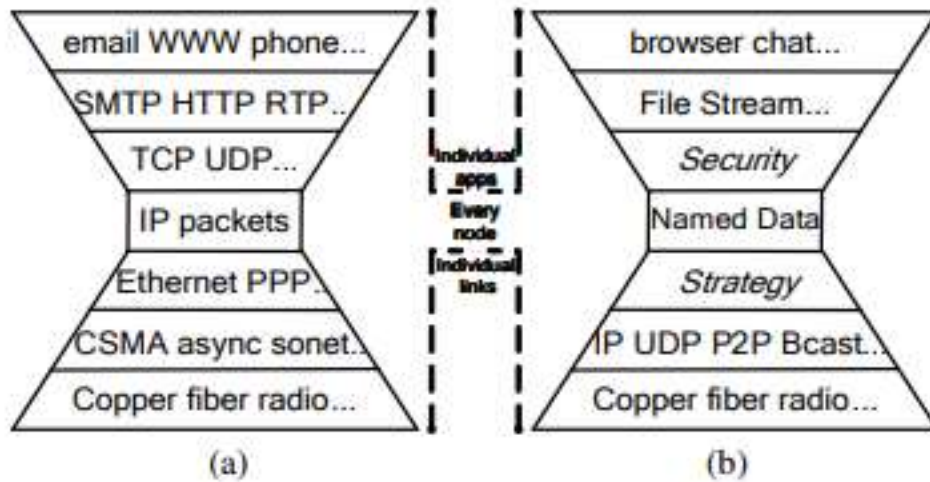 email WWW phone...
SMTP HTTP RTP...
TCP UDP...
IP packets
Ethernet PPP...
CSMA async sonet...
Copper fiber radio...
(a)
Individual
apps
Every
node
Individual
links
browser chat...
File Stream...
Security
Named Data
Strategy
IP UDP P2P Bcast...
Copper fiber radio...
(b)